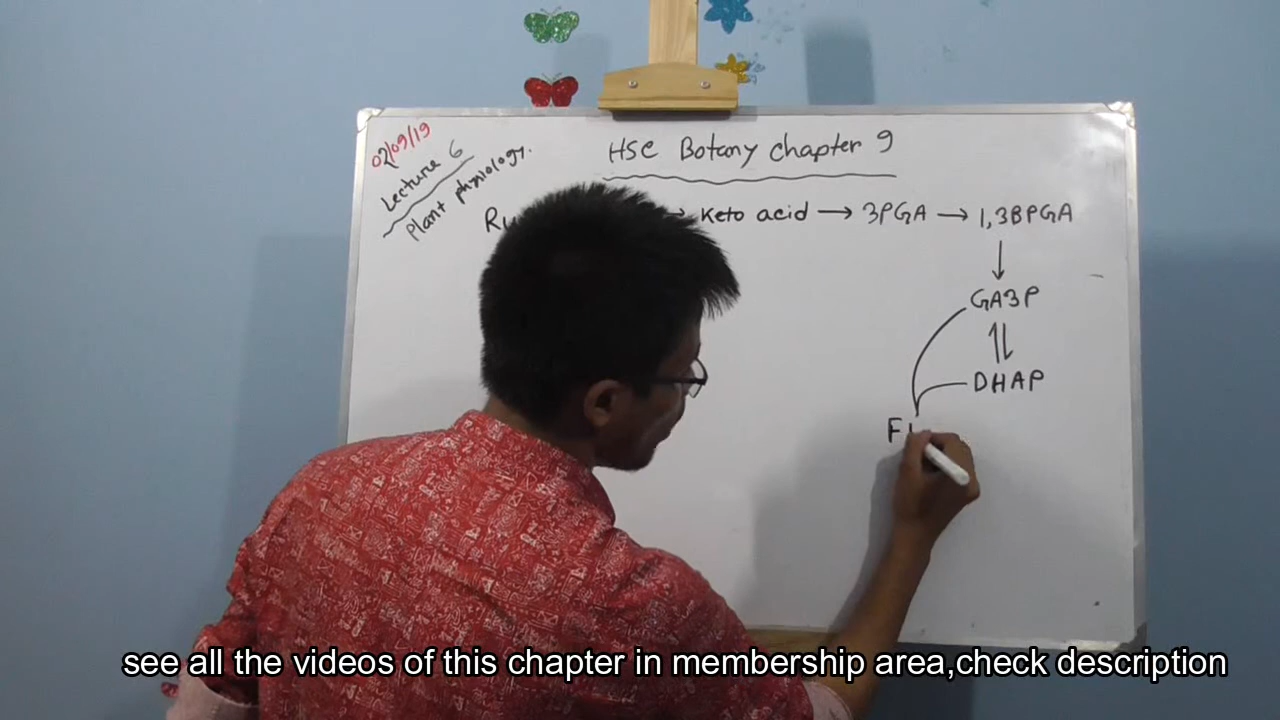 02/09/19
Lecture 6
Plant physiology.
HSC Botany chapter 9
→ Keto acid → 3PGA → 1,3BPGA
GA3P
DHAP
see all the videos of this chapter in membership area,check description